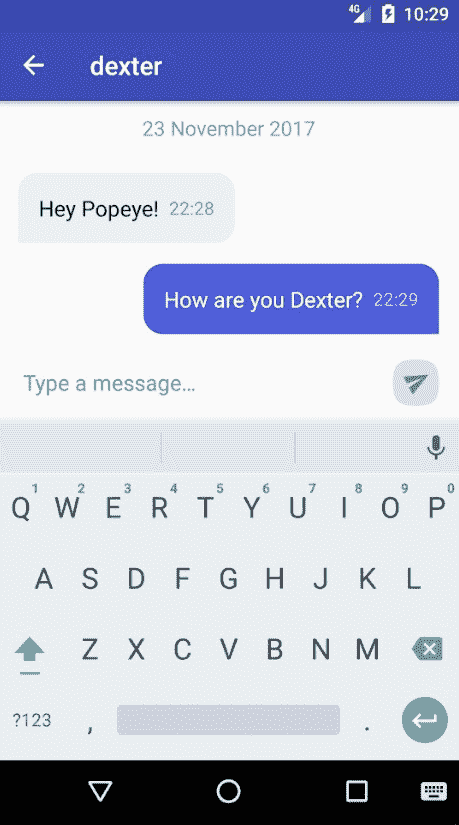 4G 10:29
dexter
23 November 2017
Hey Popeye! 22:28
How are you Dexter? 22:29
Type a message...
1 2 3 4 5 6 7 8 9 0
Q W E R T Y U I O P
A S D F G H J K L
Z X C V B N M
?123 , .